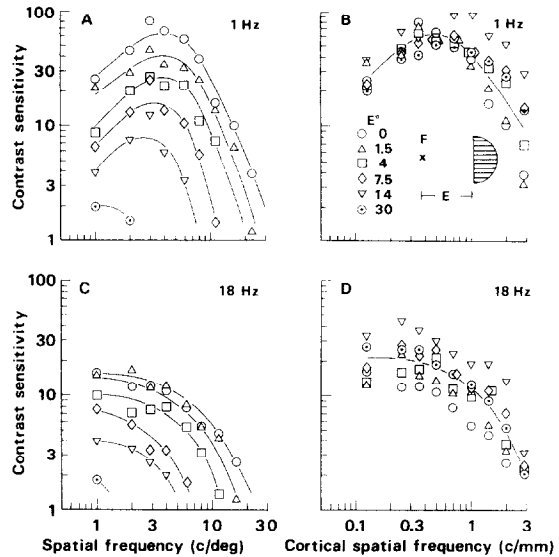 A
1 Hz
100
30
10
3
1
Contrast sensitivity
B
1 Hz
E°
0
1.5
4
7.5
14
30
F
x
E
C
18 Hz
100
30
10
3
1
Contrast sensitivity
1 3 10 30
Spatial frequency (c/deg)
D
18 Hz
0.1 0.3 1 3
Cortical spatial frequency (c/mm)